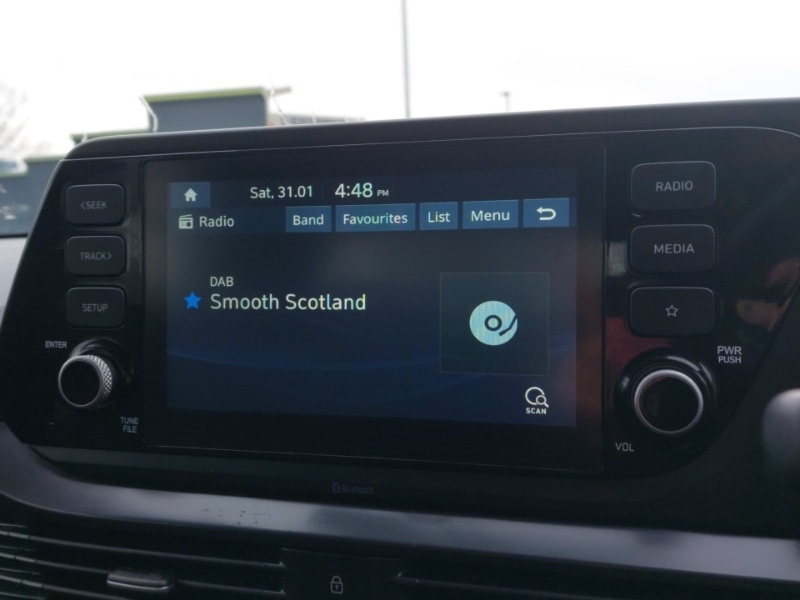 Sat, 31.01 4:48 PM
Radio Band Favourites List Menu
DAB
Smooth Scotland
SCAN
<SEEK
TRACK>
SETUP
ENTER
TUNE
FILE
RADIO
MEDIA
PWR
PUSH
VOL
Bluetooth